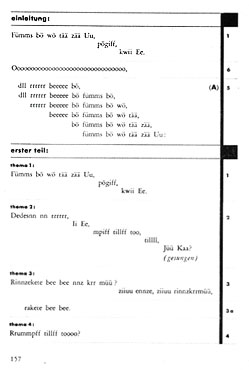 einleitung:
Fümms bö wö tää zää Uu, 1
pögiff,
kwii Ee.
Oooooooooooooooooooooooooooooo, 6
dll rrrrrr beeeee bö, (A) 5
dll rrrrrr beeeee bö fümms bö,
rrrrrr beeeee bö fümms bö wö,
beeeee bö fümms bö wö tää,
bö fümms bö wö tää zää,
fümms bö wö tää zää Uu:
erster teil:
thema 1:
Fümms bö wö tää zää Uu, 1
pögiff,
kwii Ee.
thema 2:
Dedesnn nn rrrrrr, 2
Ii Ee,
mpiff tillff too,
tillll,
Jüü Kaa?
(gesungen)
thema 3:
Rinnzekete bee bee nnz krr müü? 3
ziiuu ennze, ziiuu rinnzkrrmüü,
rakete bee bee. 3a
thema 4:
Rrummpff tillff toooo? 4
157